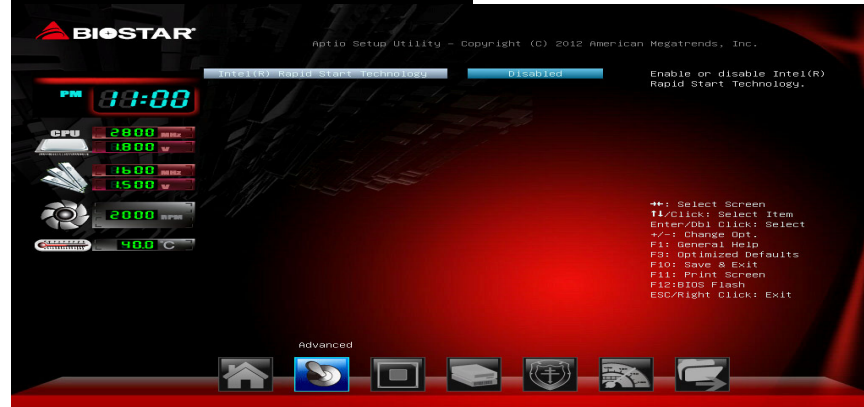 BIOSTAR
Aptio Setup Utility – Copyright (C) 2012 American Megatrends, Inc.
Intel(R) Rapid Start Technology Disabled
Enable or disable Intel(R)
Rapid Start Technology.
PM 11:00
CPU 2800 MHz
1.800 V
1600 MHz
1.500 V
2000 RPM
40.0 °C
→←: Select Screen
↑↓/Click: Select Item
Enter/Dbl Click: Select
+/-: Change Opt.
F1: General Help
F3: Optimized Defaults
F10: Save & Exit
F11: Print Screen
F12:BIOS Flash
ESC/Right Click: Exit
Advanced